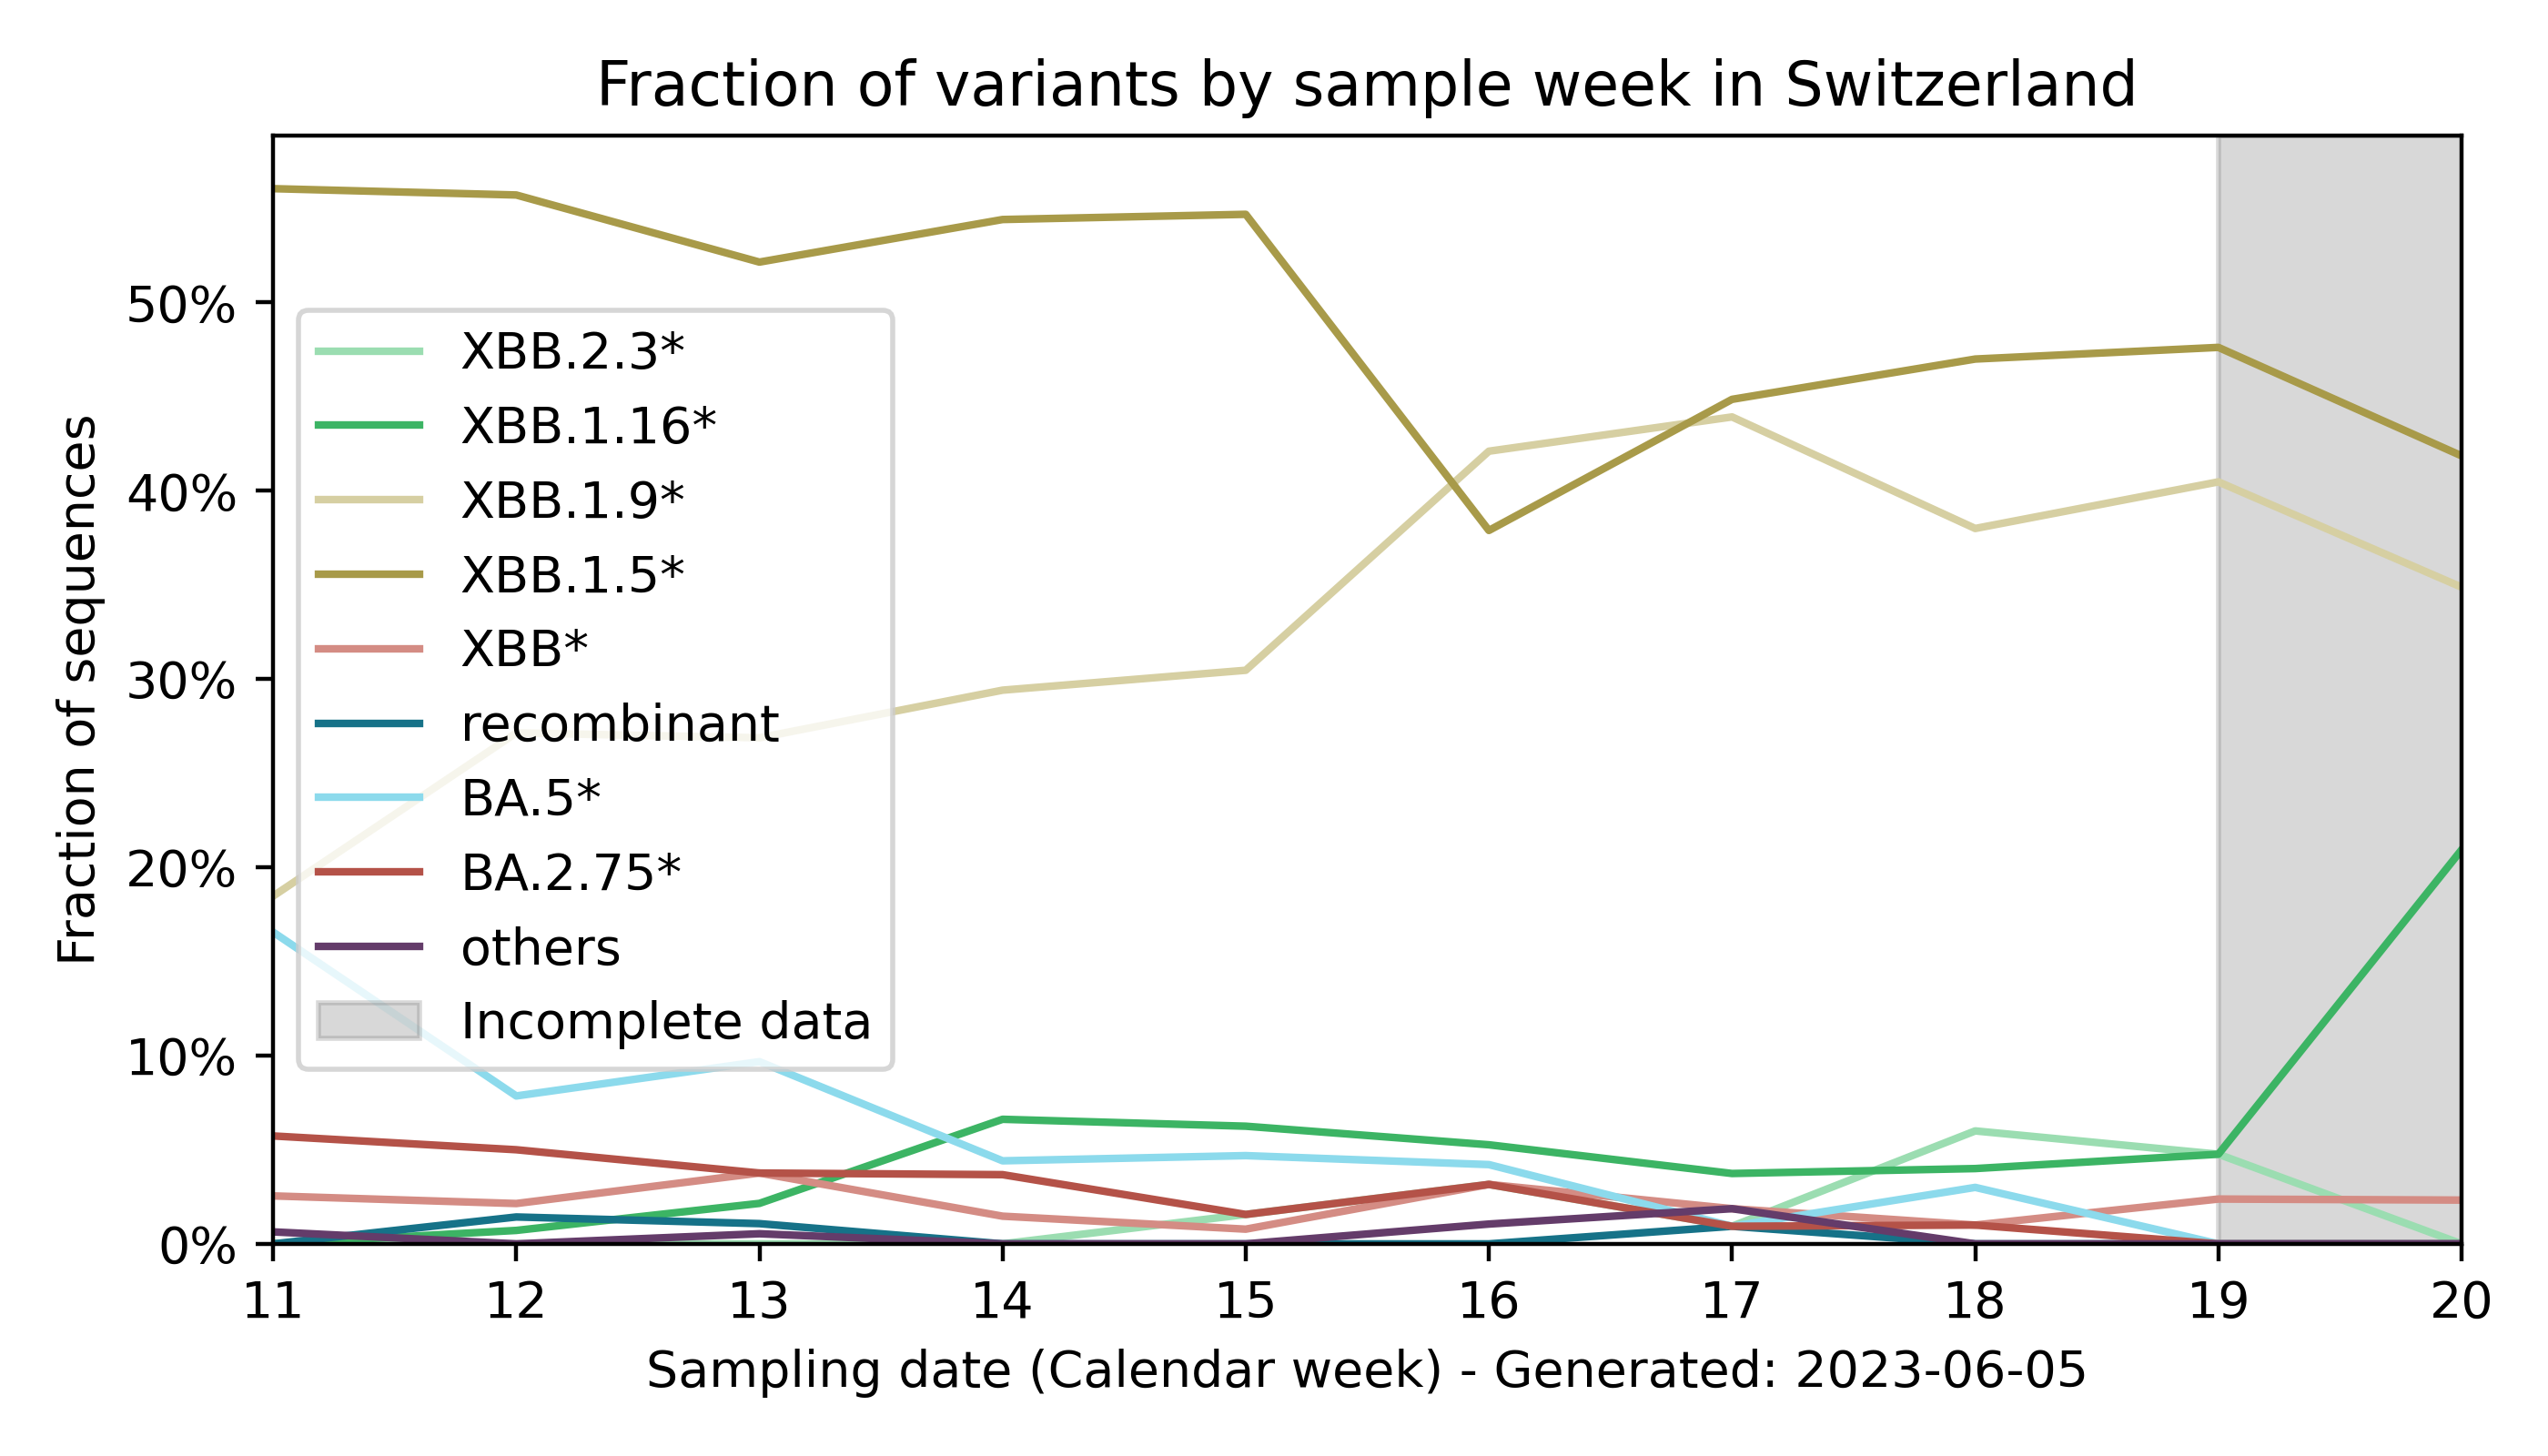 Fraction of variants by sample week in Switzerland
Fraction of sequences
50%
40%
30%
20%
10%
0%
XBB.2.3*
XBB.1.16*
XBB.1.9*
XBB.1.5*
XBB*
recombinant
BA.5*
BA.2.75*
others
Incomplete data
11 12 13 14 15 16 17 18 19 20
Sampling date (Calendar week) - Generated: 2023-06-05